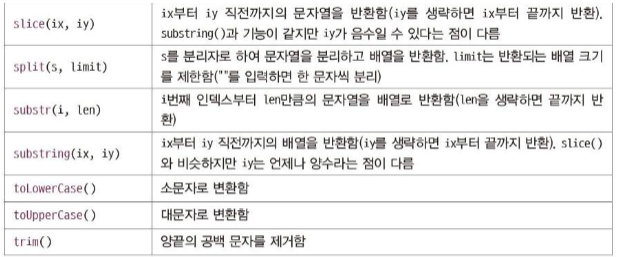 slice(ix, iy)
ix부터 iy 직전까지의 문자열을 반환함(iy를 생략하면 ix부터 끝까지 반환).
substring()과 기능이 같지만 iy가 음수일 수 있다는 점이 다름
split(s, limit)
s를 분리자로 하여 문자열을 분리하고 배열을 반환함. limit는 반환되는 배열 크기
를 제한함(""를 입력하면 한 문자씩 분리)
substr(i, len)
i번째 인덱스부터 len만큼의 문자열을 배열로 반환함(len을 생략하면 끝까지 반
환)
substring(ix, iy)
ix부터 iy 직전까지의 배열을 반환함(iy를 생략하면 ix부터 끝까지 반환). slice()
와 비슷하지만 iy는 언제나 양수라는 점이 다름
toLowerCase()
소문자로 변환함
toUpperCase()
대문자로 변환함
trim()
양끝의 공백 문자를 제거함